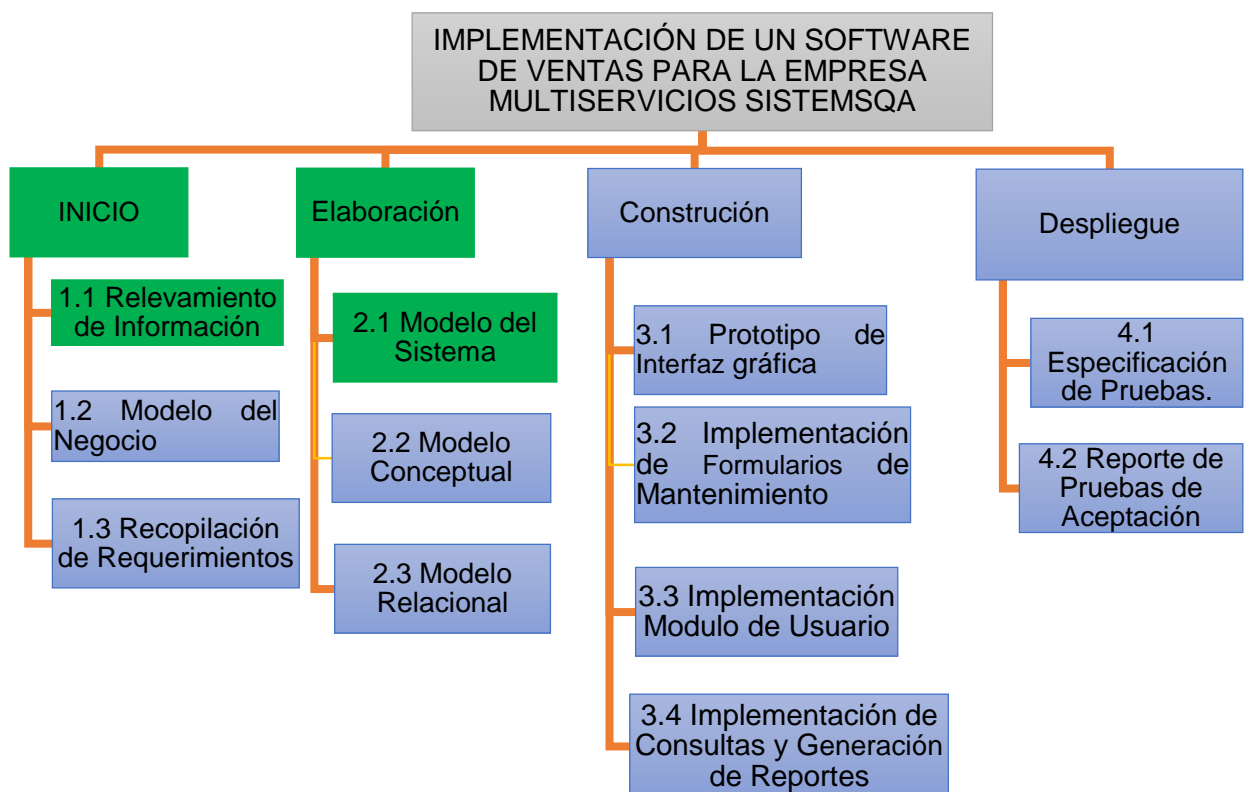 IMPLEMENTACIÓN DE UN SOFTWARE
DE VENTAS PARA LA EMPRESA
MULTISERVICIOS SISTEMSQA
INICIO
1.1 Relevamiento
de Información
1.2 Modelo del
Negocio
1.3 Recopilación
de Requerimientos
Elaboración
2.1 Modelo del
Sistema
2.2 Modelo
Conceptual
2.3 Modelo
Relacional
Construción
3.1 Prototipo de
Interfaz gráfica
3.2 Implementación
de Formularios de
Mantenimiento
3.3 Implementación
Modulo de Usuario
3.4 Implementación de
Consultas y Generación
de Reportes
Despliegue
4.1
Especificación
de Pruebas.
4.2 Reporte de
Pruebas de
Aceptación